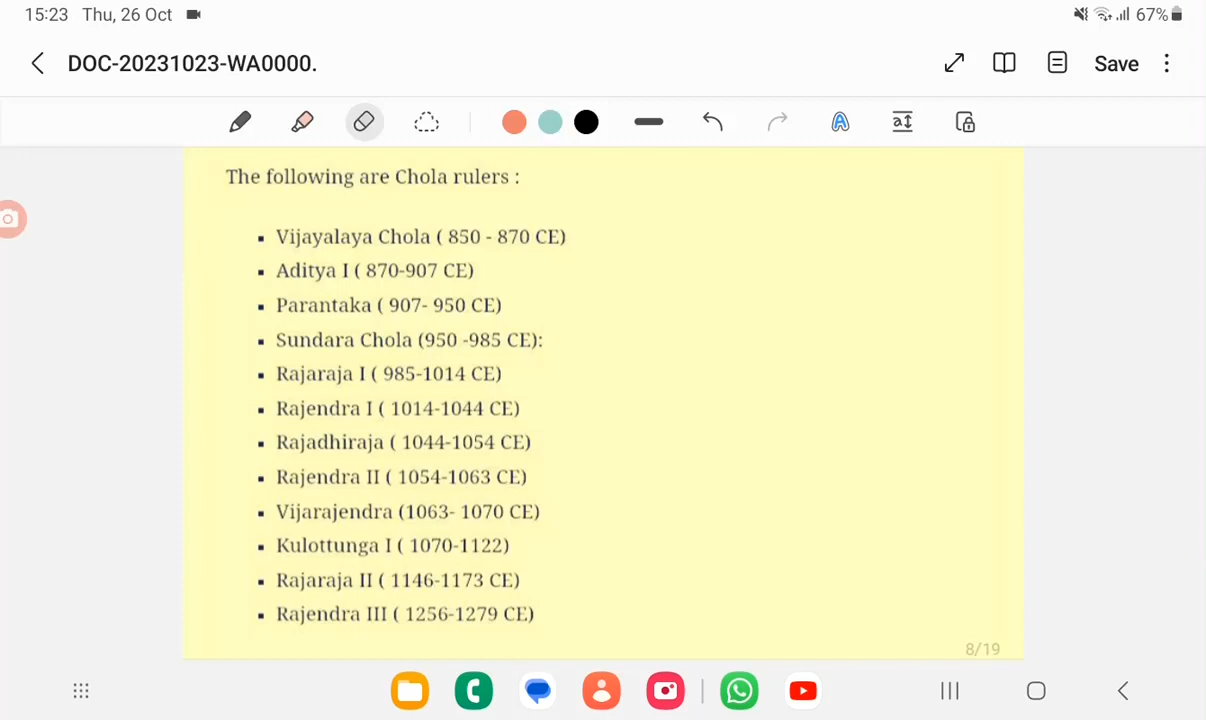 15:23 Thu, 26 Oct 67%
DOC-20231023-WA0000. Save
The following are Chola rulers :
▪ Vijayalaya Chola ( 850 - 870 CE)
▪ Aditya I ( 870-907 CE)
▪ Parantaka ( 907- 950 CE)
▪ Sundara Chola (950 -985 CE):
▪ Rajaraja I ( 985-1014 CE)
▪ Rajendra I ( 1014-1044 CE)
▪ Rajadhiraja ( 1044-1054 CE)
▪ Rajendra II ( 1054-1063 CE)
▪ Vijarajendra (1063- 1070 CE)
▪ Kulottunga I ( 1070-1122)
▪ Rajaraja II ( 1146-1173 CE)
▪ Rajendra III ( 1256-1279 CE)
8/19